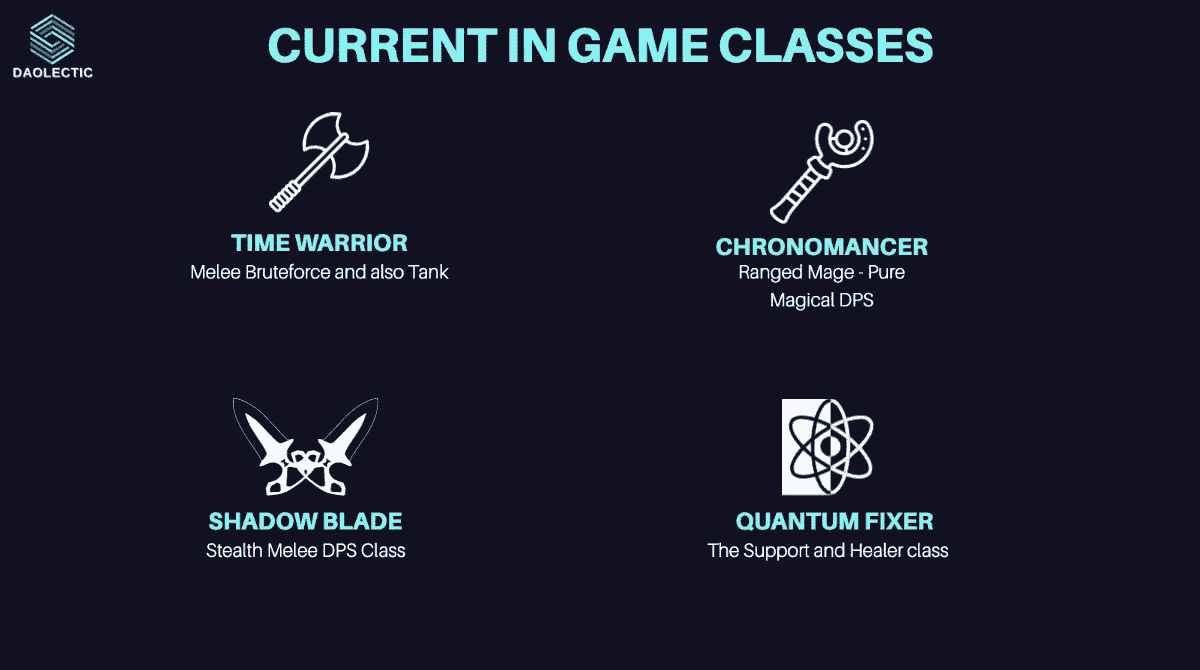 DAOLECTIC
CURRENT IN GAME CLASSES
TIME WARRIOR
Melee Bruteforce and also Tank
CHRONOMANCER
Ranged Mage - Pure
Magical DPS
SHADOW BLADE
Stealth Melee DPS Class
QUANTUM FIXER
The Support and Healer class